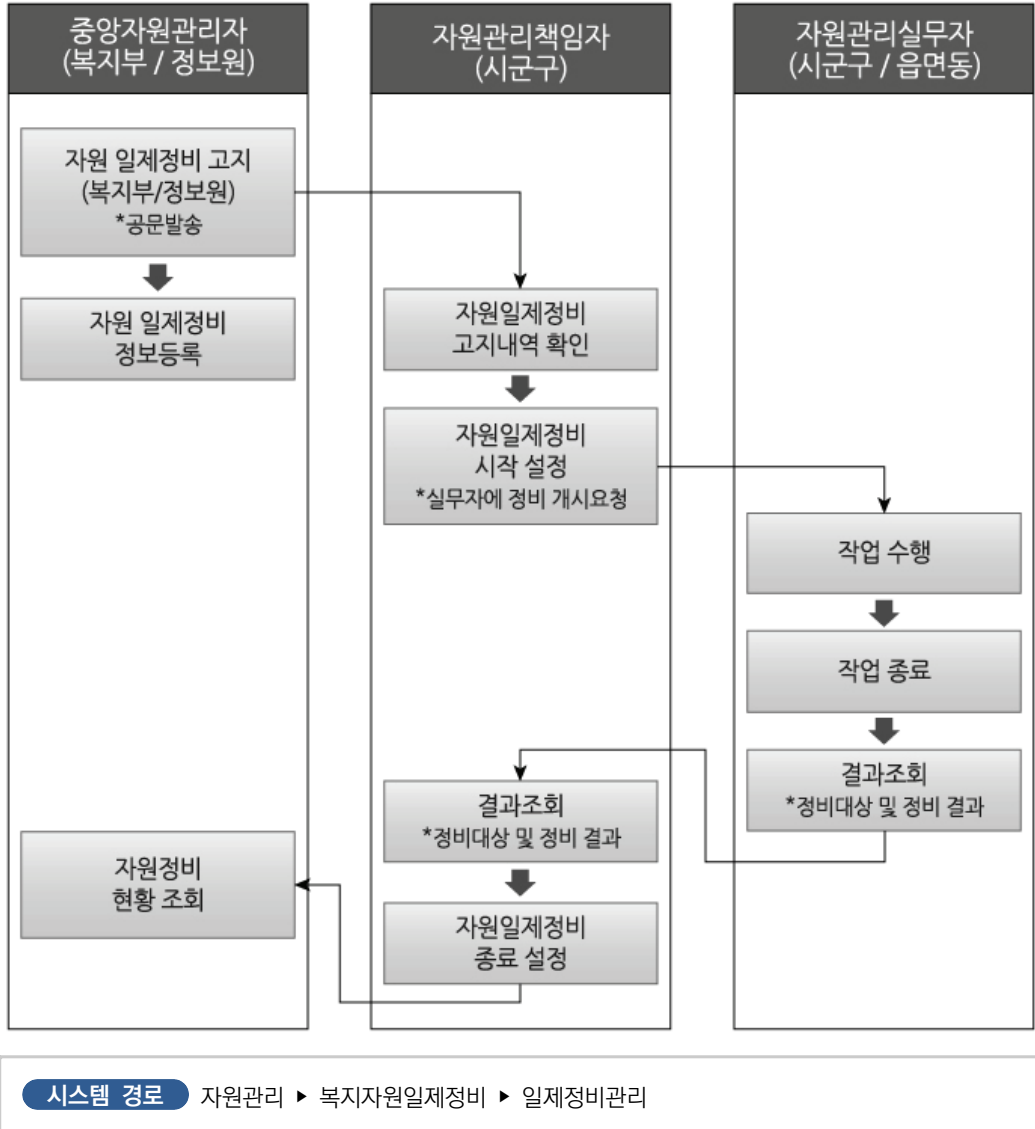 중앙자원관리자
(복지부 / 정보원)
자원관리책임자
(시군구)
자원관리실무자
(시군구 / 읍면동)
자원 일제정비 고지
(복지부/정보원)
*공문발송
자원 일제정비
정보등록
자원일제정비
고지내역 확인
자원일제정비
시작 설정
*실무자에 정비 개시요청
작업 수행
작업 종료
결과조회
*정비대상 및 정비 결과
결과조회
*정비대상 및 정비 결과
자원일제정비
종료 설정
자원정비
현황 조회
시스템 경로 자원관리 ▶ 복지자원일제정비 ▶ 일제정비관리